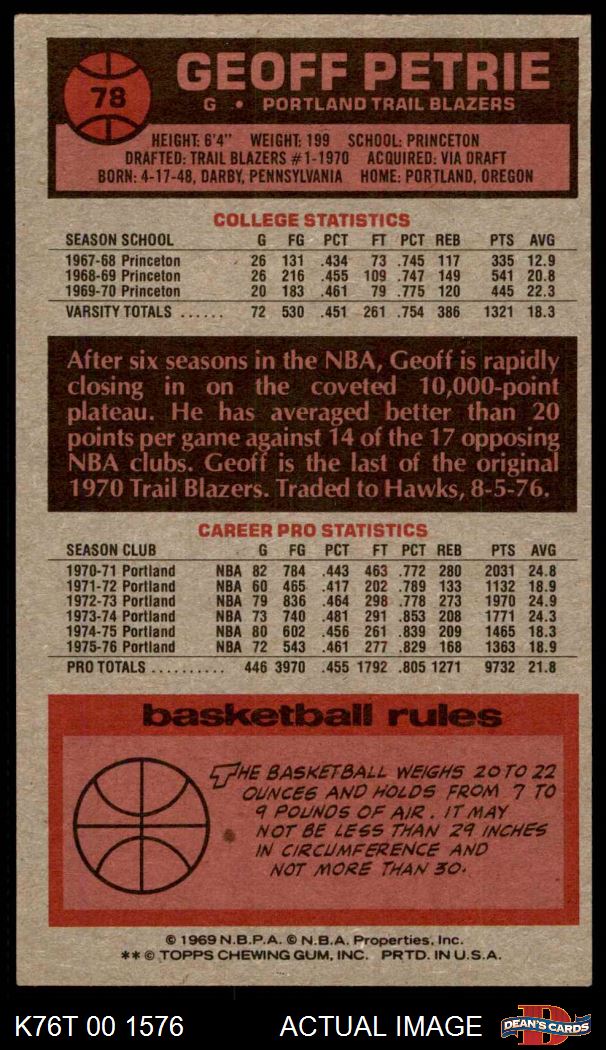 78
GEOFF PETRIE
G • PORTLAND TRAIL BLAZERS
HEIGHT: 6'4" WEIGHT: 199 SCHOOL: PRINCETON
DRAFTED: TRAIL BLAZERS #1-1970 ACQUIRED: VIA DRAFT
BORN: 4-17-48, DARBY, PENNSYLVANIA HOME: PORTLAND, OREGON
COLLEGE STATISTICS
SEASON SCHOOL G FG PCT FT PCT REB PTS AVG
1967-68 Princeton 26 131 .434 73 .745 117 335 12.9
1968-69 Princeton 26 216 .455 109 .747 149 541 20.8
1969-70 Princeton 20 183 .461 79 .775 120 445 22.3
VARSITY TOTALS ...... 72 530 .451 261 .754 386 1321 18.3
After six seasons in the NBA, Geoff is rapidly
closing in on the coveted 10,000-point
plateau. He has averaged better than 20
points per game against 14 of the 17 opposing
NBA clubs. Geoff is the last of the original
1970 Trail Blazers. Traded to Hawks, 8-5-76.
CAREER PRO STATISTICS
SEASON CLUB G FG PCT FT PCT REB PTS AVG
1970-71 Portland NBA 82 784 .443 463 .772 280 2031 24.8
1971-72 Portland NBA 60 465 .417 202 .789 133 1132 18.9
1972-73 Portland NBA 79 836 .464 298 .778 273 1970 24.9
1973-74 Portland NBA 73 740 .481 291 .853 208 1771 24.3
1974-75 Portland NBA 80 602 .456 261 .839 209 1465 18.3
1975-76 Portland NBA 72 543 .461 277 .829 168 1363 18.9
PRO TOTALS .......... 446 3970 .455 1792 .805 1271 9732 21.8
basketball rules
THE BASKETBALL WEIGHS 20 TO 22
OUNCES AND HOLDS FROM 7 TO
9 POUNDS OF AIR. IT MAY
NOT BE LESS THAN 29 INCHES
IN CIRCUMFERENCE AND
NOT MORE THAN 30.
© 1969 N.B.P.A. © N.B.A. Properties, Inc.
** © TOPPS CHEWING GUM, INC. PRTD. IN U.S.A.
K76T 00 1576 ACTUAL IMAGE DEAN'S CARDS